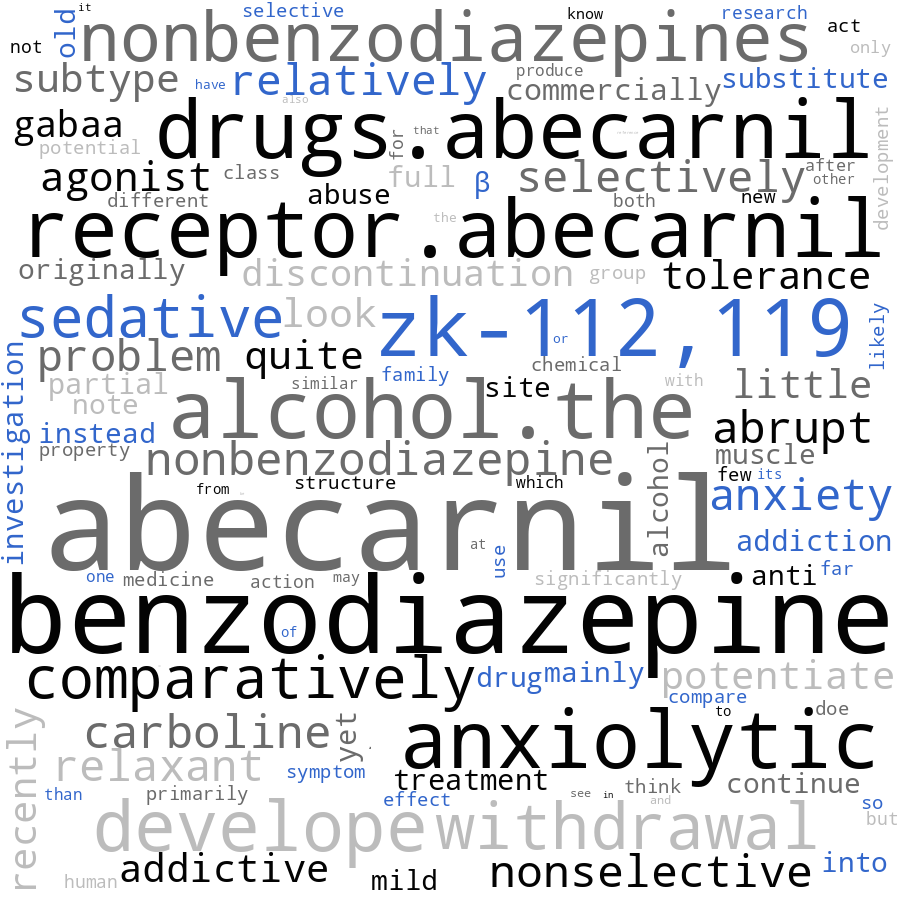 selective
it
know
research
act
not
old
nonbenzodiazepines
only
subtype
have
relatively
produce
commercially
substitute
also
gabaa
drugs.abecarnil
potential
for
that
development
agonist
class
full
β
selectively
after
other
different
abuse
both
new
receptor.abecarnil
the
originally
discontinuation
group
tolerance
sedative
look
zk-112,119
or
likely
problem
quite
chemical
family
investigation
partial
similar
site
with
little
note
alcohol.the
instead
abrupt
property
nonbenzodiazepine
muscle
from
structure
which
alcohol
few
its
abecarnil
anxiety
at
use
addiction
one
medicine
action
may
significantly
anti
far
benzodiazepine
of
comparatively
drug
mainly
potentiate
compare
carboline
yet
to
doe
anxiolytic
relaxant
symptom
treatment
recently
than
primarily
see
in
think
continue
effect
and
so
develope
withdrawal
but
human
addictive
mild
nonselective
into